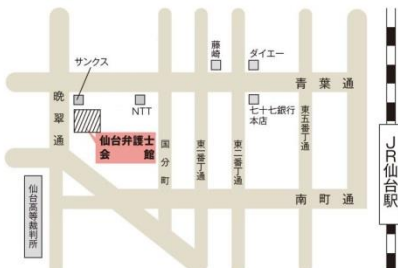 藤崎
ダイエー
サンクス
青葉通
NTT
七十七銀行
本店
晩翠通
仙台弁護士
会館
国分町
東一番丁通
東二番丁通
東五番丁通
JR仙台駅
南町通
仙台高等裁判所